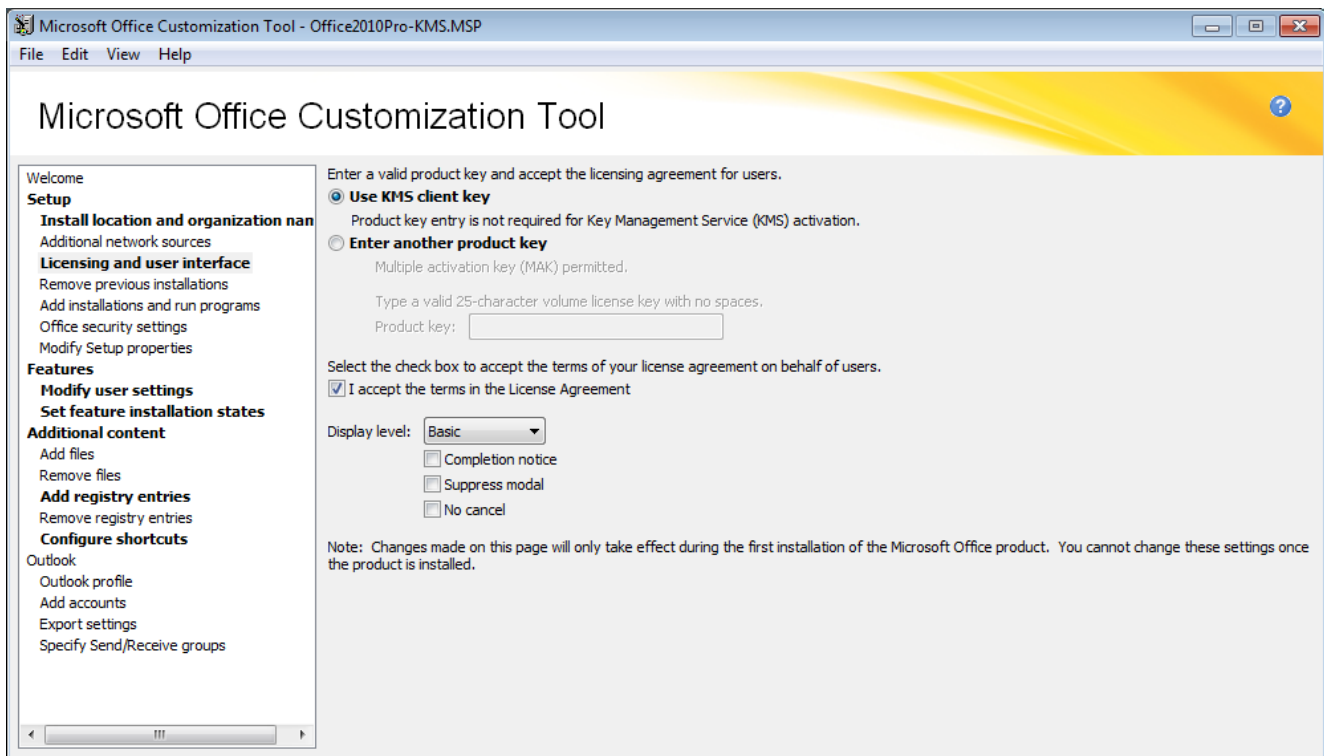 Microsoft Office Customization Tool - Office2010Pro-KMS.MSP
File Edit View Help
Microsoft Office Customization Tool
Welcome
Setup
Install location and organization nan
Additional network sources
Licensing and user interface
Remove previous installations
Add installations and run programs
Office security settings
Modify Setup properties
Features
Modify user settings
Set feature installation states
Additional content
Add files
Remove files
Add registry entries
Remove registry entries
Configure shortcuts
Outlook
Outlook profile
Add accounts
Export settings
Specify Send/Receive groups
Enter a valid product key and accept the licensing agreement for users.
Use KMS client key
Product key entry is not required for Key Management Service (KMS) activation.
Enter another product key
Multiple activation key (MAK) permitted.
Type a valid 25-character volume license key with no spaces.
Product key:
Select the check box to accept the terms of your license agreement on behalf of users.
I accept the terms in the License Agreement
Display level: Basic
Completion notice
Suppress modal
No cancel
Note: Changes made on this page will only take effect during the first installation of the Microsoft Office product. You cannot change these settings once
the product is installed.